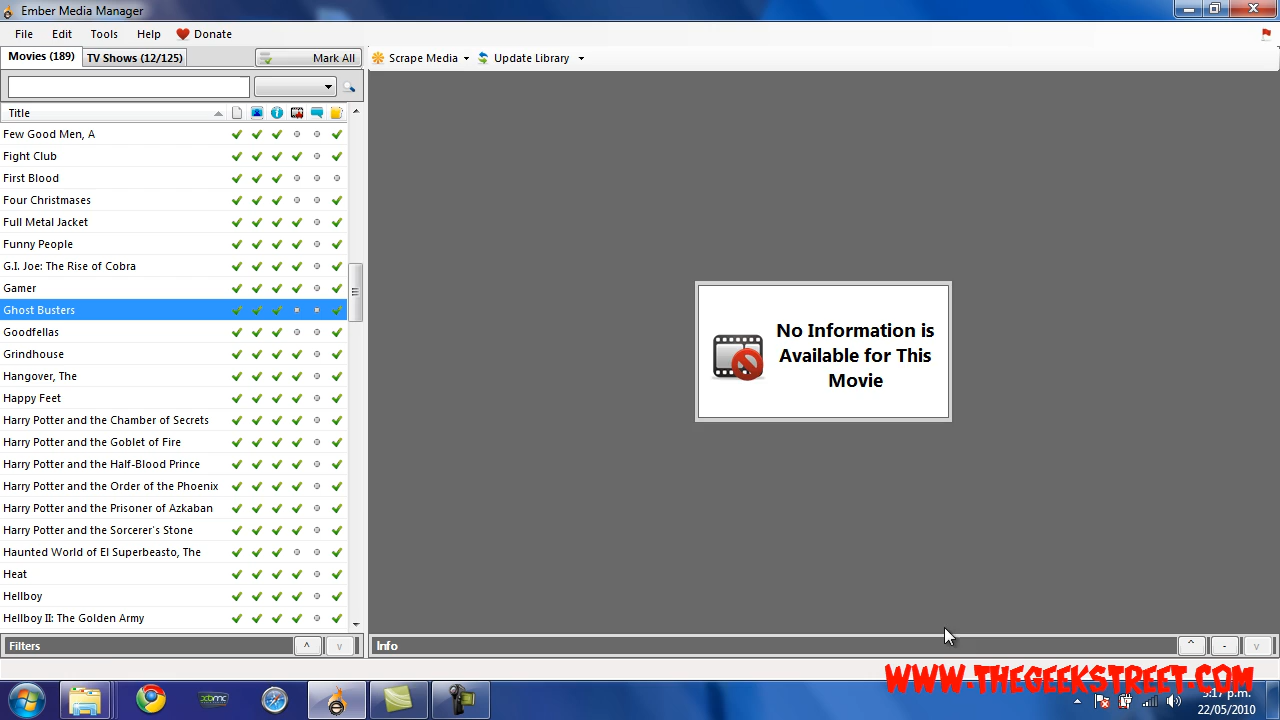 Ember Media Manager
File Edit Tools Help Donate
Movies (189) TV Shows (12/125) Mark All Scrape Media Update Library
Title
Few Good Men, A
Fight Club
First Blood
Four Christmases
Full Metal Jacket
Funny People
G.I. Joe: The Rise of Cobra
Gamer
Ghost Busters
Goodfellas
Grindhouse
Hangover, The
Happy Feet
Harry Potter and the Chamber of Secrets
Harry Potter and the Goblet of Fire
Harry Potter and the Half-Blood Prince
Harry Potter and the Order of the Phoenix
Harry Potter and the Prisoner of Azkaban
Harry Potter and the Sorcerer's Stone
Haunted World of El Superbeasto, The
Heat
Hellboy
Hellboy II: The Golden Army
No Information is
Available for This
Movie
Filters ^ v Info ^ - v
WWW.THEGEEKSTREET.COM
xbmc
5:17 p.m.
22/05/2010